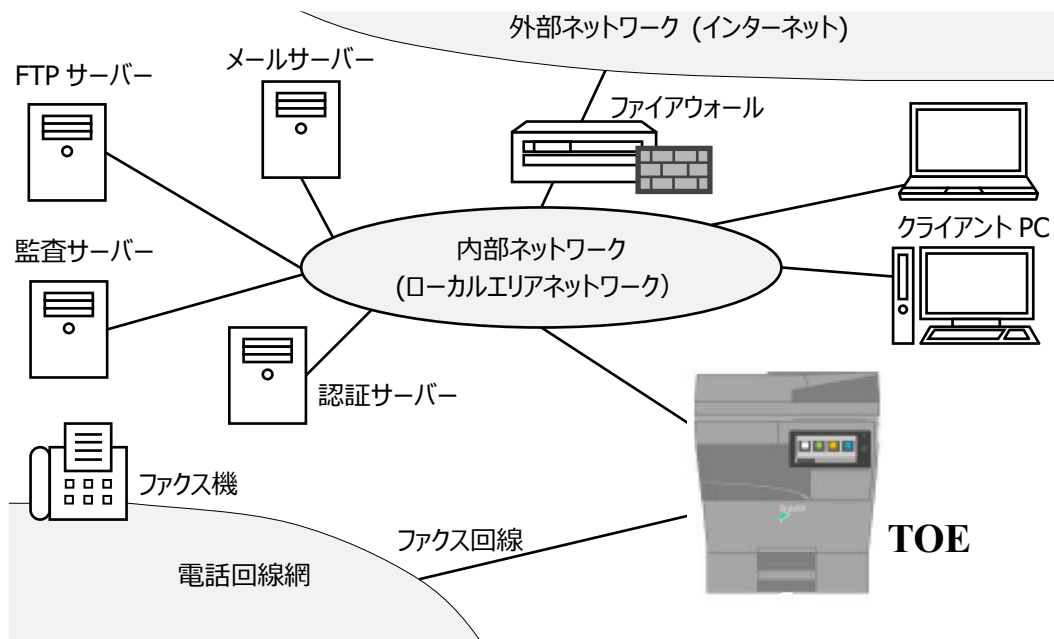 外部ネットワーク (インターネット)
メールサーバー
FTP サーバー
ファイアウォール
クライアント PC
監査サーバー
内部ネットワーク
(ローカルエリアネットワーク)
認証サーバー
ファクス機
ファクス回線
TOE
電話回線網